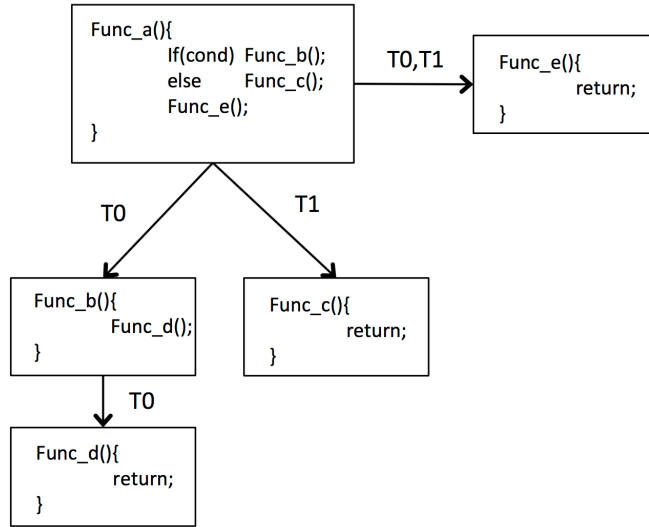 Func_a(){
If(cond) Func_b();
else Func_c();
Func_e();
}
T0,T1
Func_e(){
return;
}
T0
T1
Func_b(){
Func_d();
}
Func_c(){
return;
}
T0
Func_d(){
return;
}